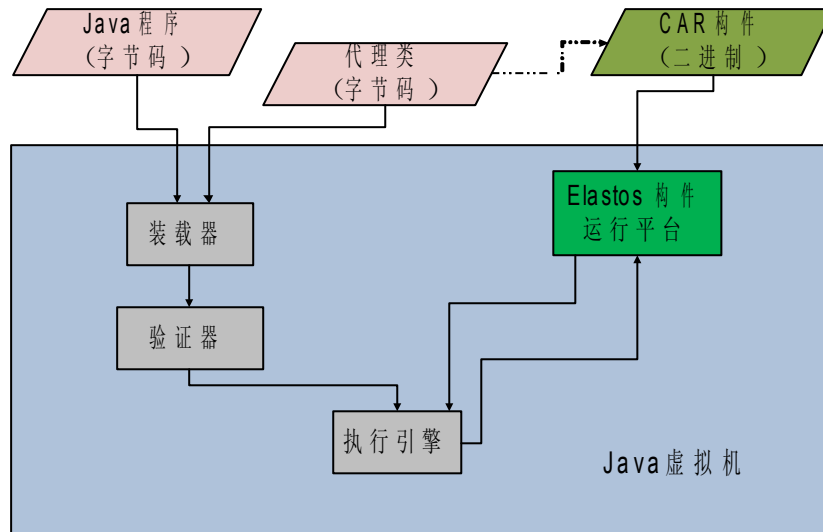 Java程序
（字节码）
代理类
（字节码）
CAR构件
（二进制）
Elastos构件
运行平台
装载器
验证器
执行引擎
Java虚拟机